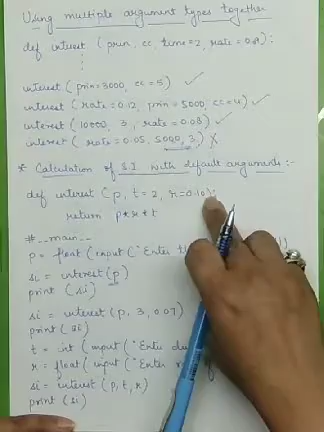 Using multiple argument types together
def interest (prin, cc, time=2, rate=0.09):
⋮
interest (prin=3000, cc=5) ✓
interest (rate=0.12, prin=5000, cc=4) ✓
interest (10000, 3, rate=0.08) ✓
interest (rate=0.05, 5000, 3) ✗
* Calculation of S.I with default arguments:-
def interest (p, t=2, r=0.10):
return p*r*t
# __main__
p = float (input ("Enter
si = interest (p)
print (si)
si = interest (p, 3, 0.07)
print (si)
t = int (input ("Enter
r = float (input ("Enter
si = interest (p, t, r)
print (si)